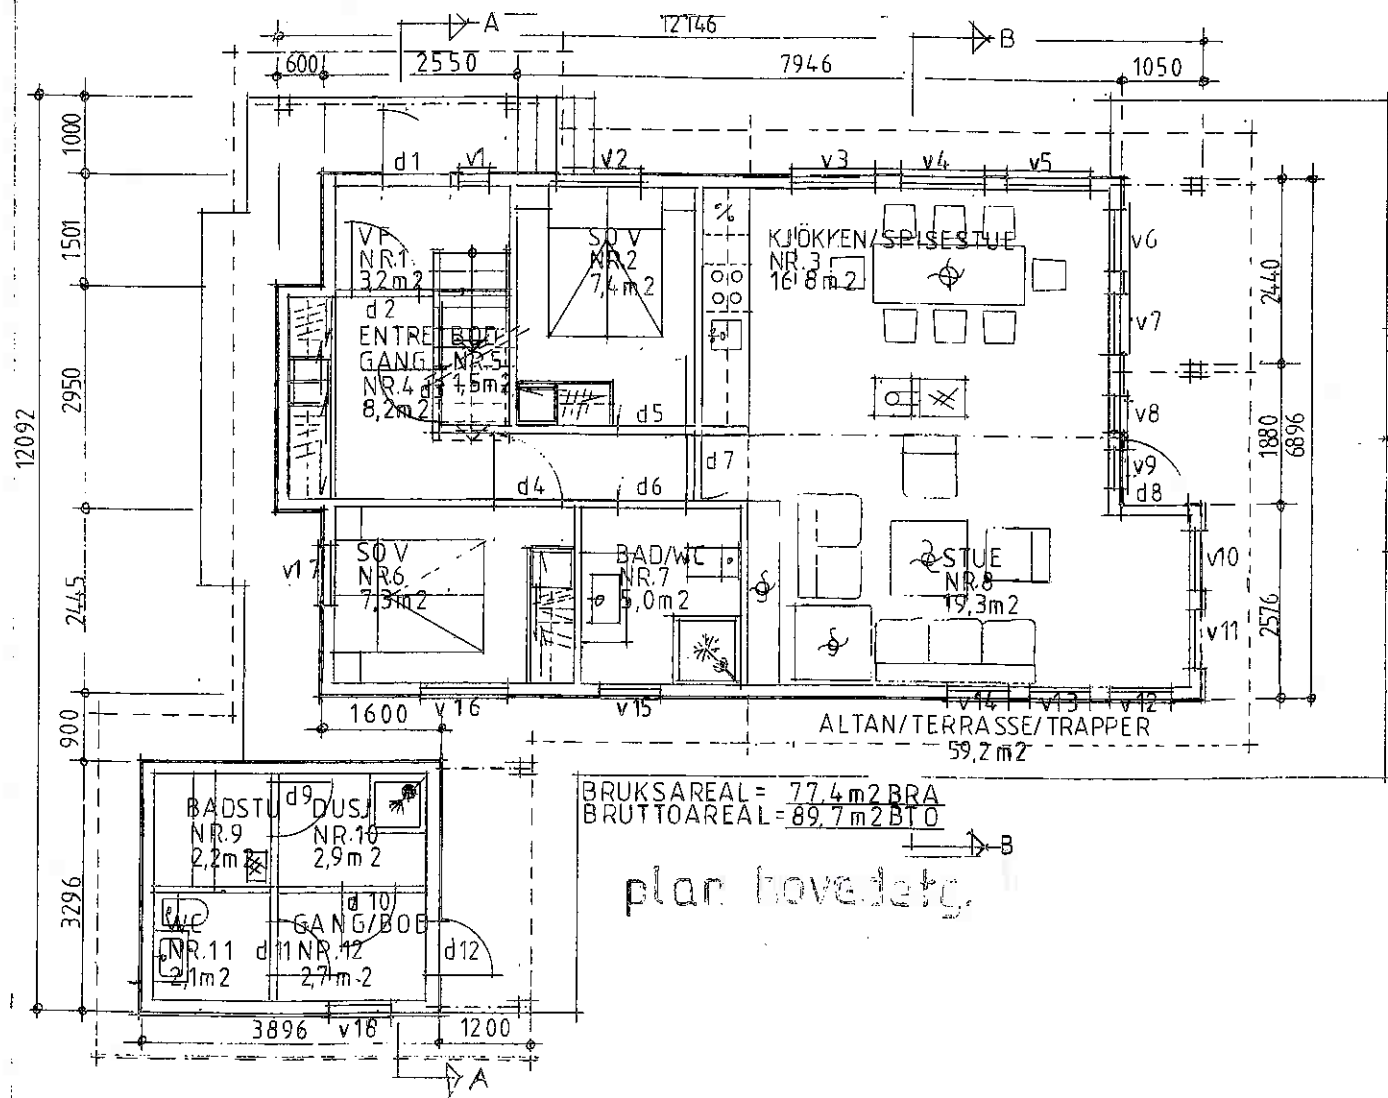 A
12146
B
600
2550
7946
1050
1000
1501
2950
12092
2445
900
3296
d1
v1
v2
v3
v4
v5
NR.1
3,2m2
d2
SOV
NR.2
7,4m2
KJÖKKEN/SPISESTUE
NR.3
16,8m2
v6
v7
v8
v9
d8
2440
1880
6896
2576
ENTRE
GANG
NR.4
8,2m2
BOD
NR.5
1,5m2
d3
d5
d4
d6
d7
v17
SOV
NR.6
7,3m2
BAD/WC
NR.7
5,0m2
STUE
NR.8
19,3m2
v10
v11
1600
v16
v15
v14
v13
v12
ALTAN/TERRASSE/TRAPPER
59,2m2
BRUKSAREAL= 77,4m2 BRA
BRUTTOAREAL=89,7m2 BTO
B
plan hovedetg.
BADSTU
NR.9
2,2m2
d9
DUSJ
NR.10
2,9m2
WC
NR.11
2,1m2
d10
GANG/BOD
d11
NR.12
2,7m2
d12
3896
v18
1200
A